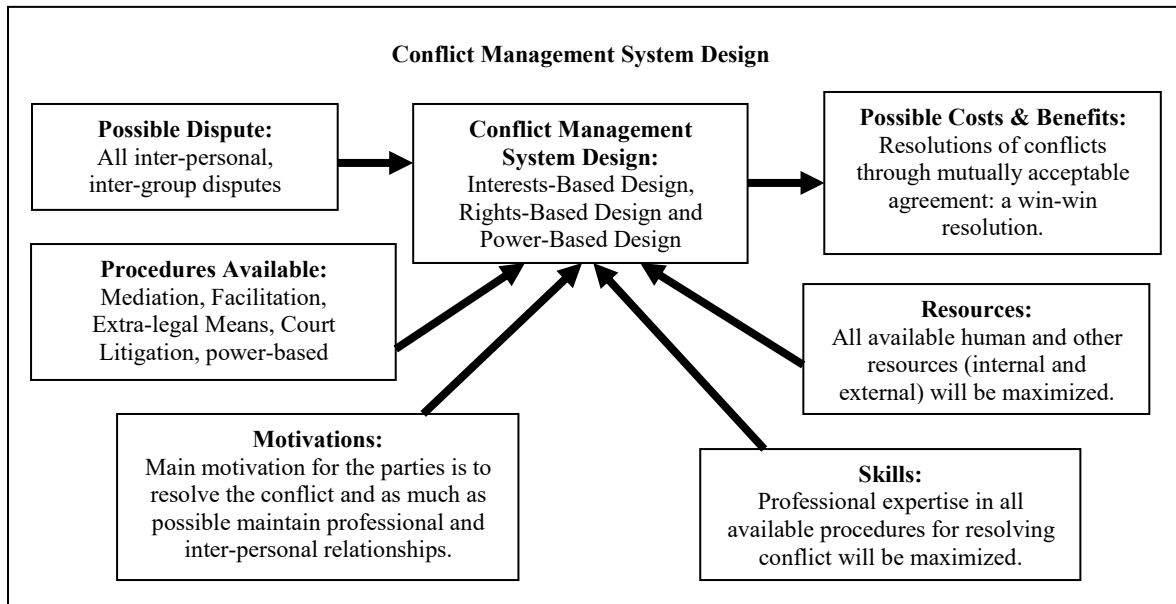 Conflict Management System Design
Possible Dispute:
All inter-personal,
inter-group disputes
Conflict Management
System Design:
Interests-Based Design,
Rights-Based Design and
Power-Based Design
Possible Costs & Benefits:
Resolutions of conflicts
through mutually acceptable
agreement: a win-win
resolution.
Procedures Available:
Mediation, Facilitation,
Extra-legal Means, Court
Litigation, power-based
Resources:
All available human and other
resources (internal and
external) will be maximized.
Motivations:
Main motivation for the parties is to
resolve the conflict and as much as
possible maintain professional and
inter-personal relationships.
Skills:
Professional expertise in all
available procedures for resolving
conflict will be maximized.